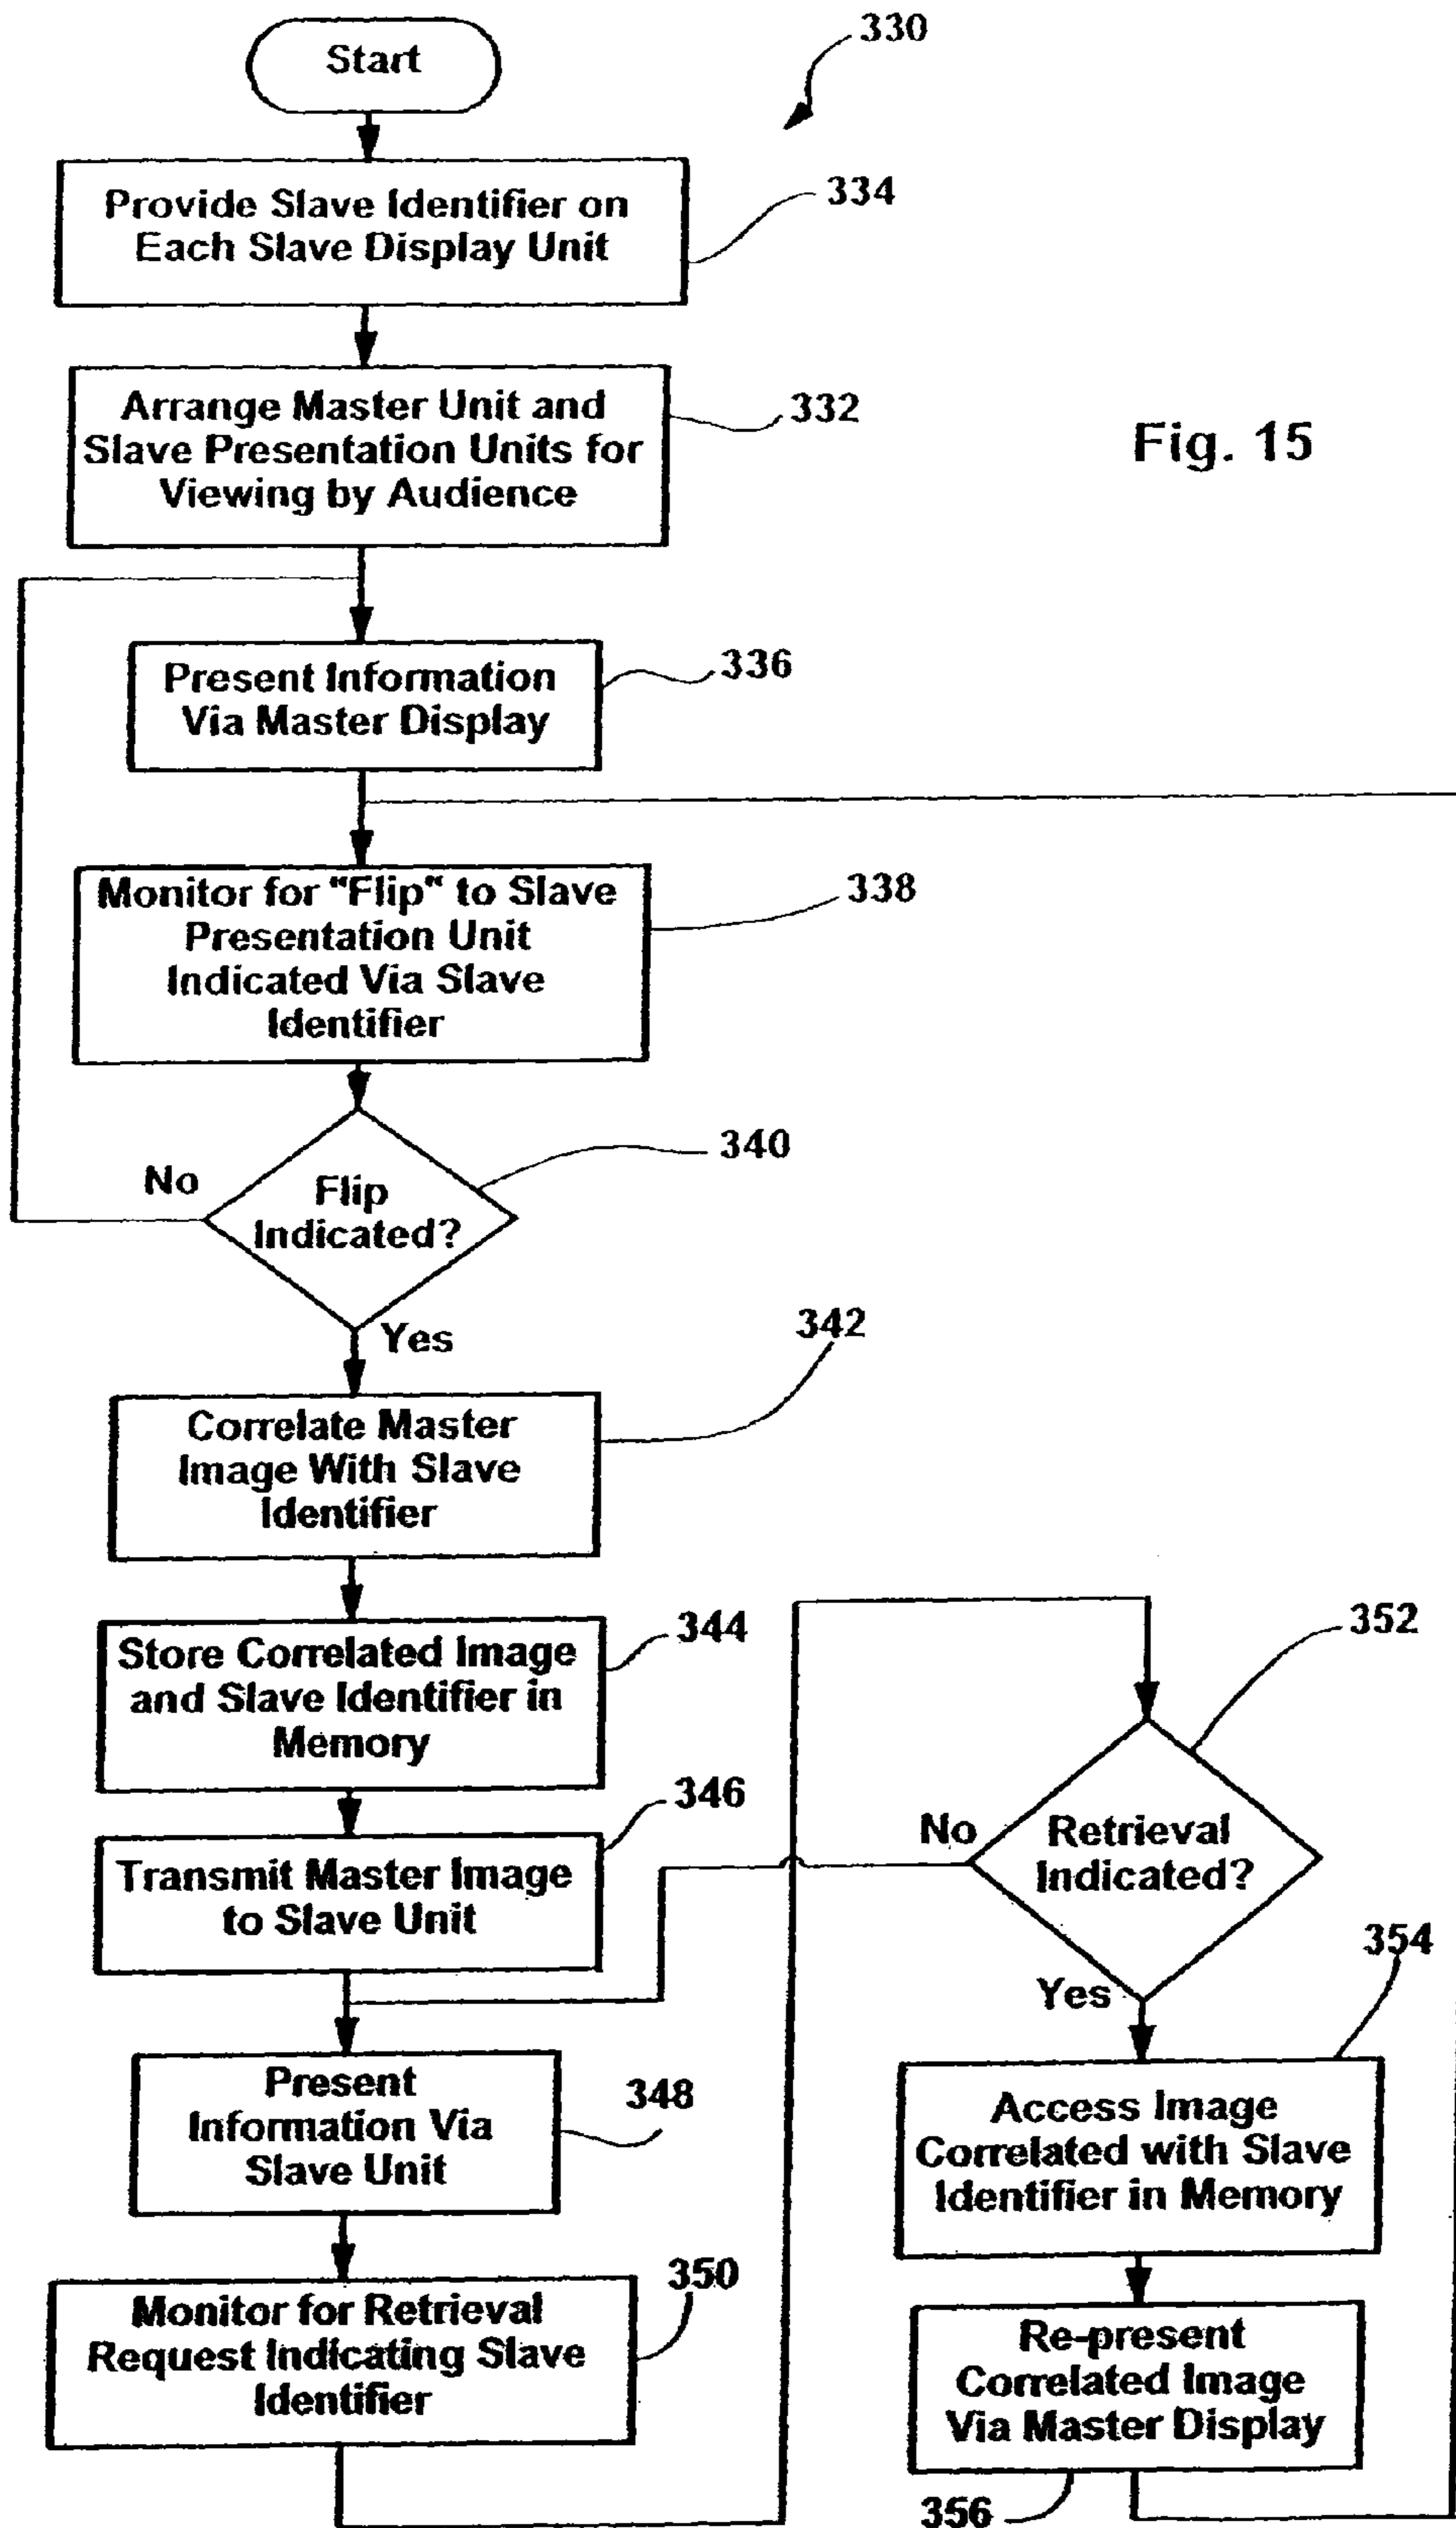 Start
330
Provide Slave Identifier on
Each Slave Display Unit
334
Arrange Master Unit and
Slave Presentation Units for
Viewing by Audience
332
Fig. 15
Present Information
Via Master Display
336
Monitor for "Flip" to Slave
Presentation Unit
Indicated Via Slave
Identifier
338
340
No
Flip
Indicated?
Yes
342
Correlate Master
Image With Slave
Identifier
Store Correlated Image
and Slave Identifier in
Memory
344
Transmit Master Image
to Slave Unit
346
Present
Information Via
Slave Unit
348
Monitor for Retrieval
Request Indicating Slave
Identifier
350
352
No
Retrieval
Indicated?
Yes
354
Access Image
Correlated with Slave
Identifier in Memory
Re-present
Correlated Image
Via Master Display
356